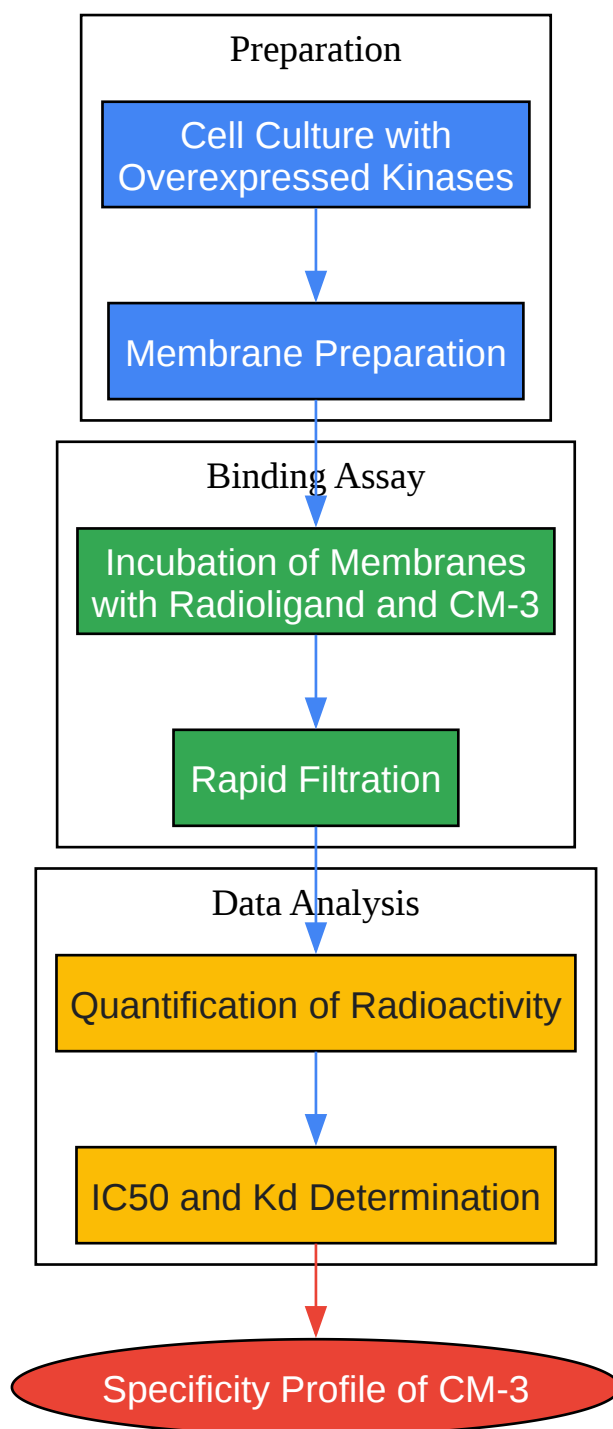 Preparation
Cell Culture with
Overexpressed Kinases
Membrane Preparation
Binding Assay
Incubation of Membranes
with Radioligand and CM-3
Rapid Filtration
Data Analysis
Quantification of Radioactivity
IC50 and Kd Determination
Specificity Profile of CM-3